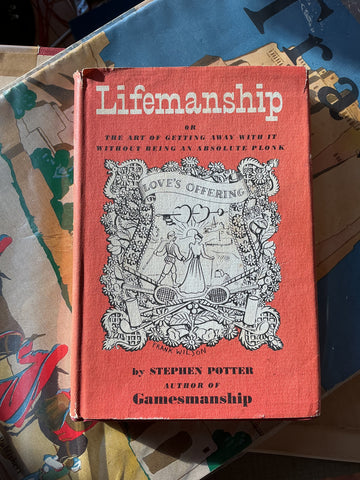 Lifemanship
OR
THE ART OF GETTING AWAY WITH IT
WITHOUT BEING AN ABSOLUTE PLONK
LOVE'S OFFERING
FRANK WILSON
by STEPHEN POTTER
AUTHOR OF
Gamesmanship
Fra